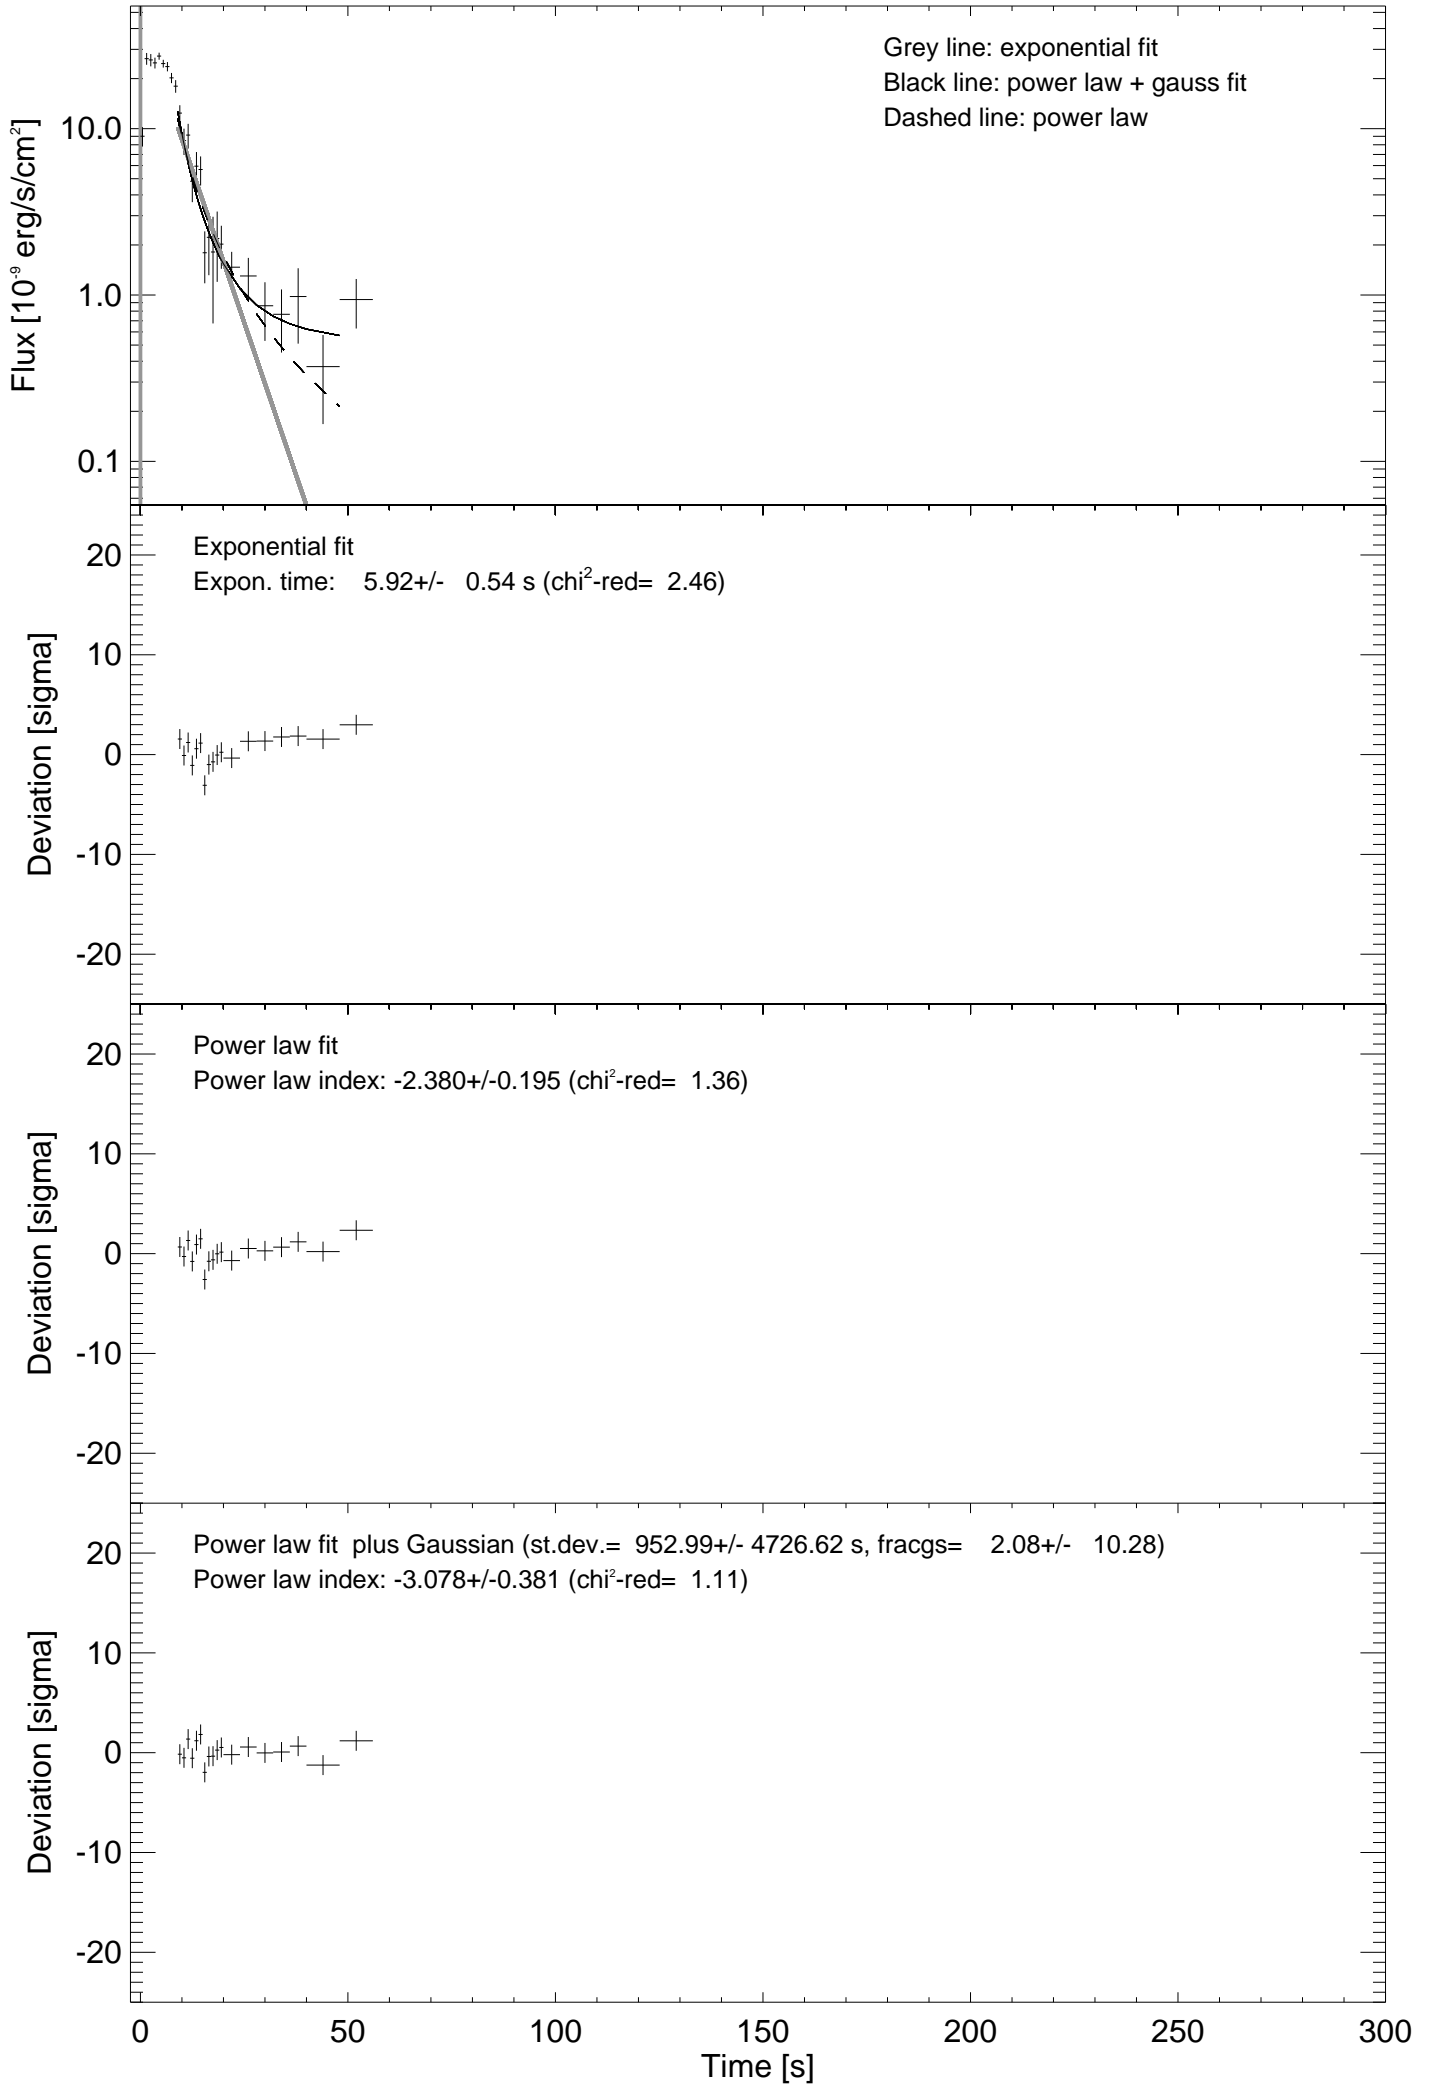 Grey line: exponential fit
Black line: power law + gauss fit
Dashed line: power law
Flux [10⁻⁹ erg/s/cm²]
10.0
1.0
0.1
Exponential fit
Expon. time: 5.92+/- 0.54 s (chi²-red= 2.46)
Deviation [sigma]
20
10
0
-10
-20
Power law fit
Power law index: -2.380+/-0.195 (chi²-red= 1.36)
Deviation [sigma]
20
10
0
-10
-20
Power law fit plus Gaussian (st.dev.= 952.99+/- 4726.62 s, fracgs= 2.08+/- 10.28)
Power law index: -3.078+/-0.381 (chi²-red= 1.11)
Deviation [sigma]
20
10
0
-10
-20
0 50 100 150 200 250 300
Time [s]